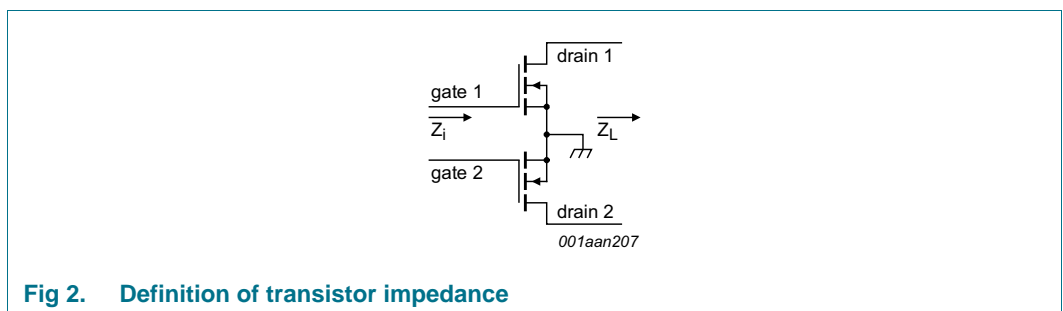 drain 1
gate 1
Zi
ZL
gate 2
drain 2
001aan207
Fig 2. Definition of transistor impedance